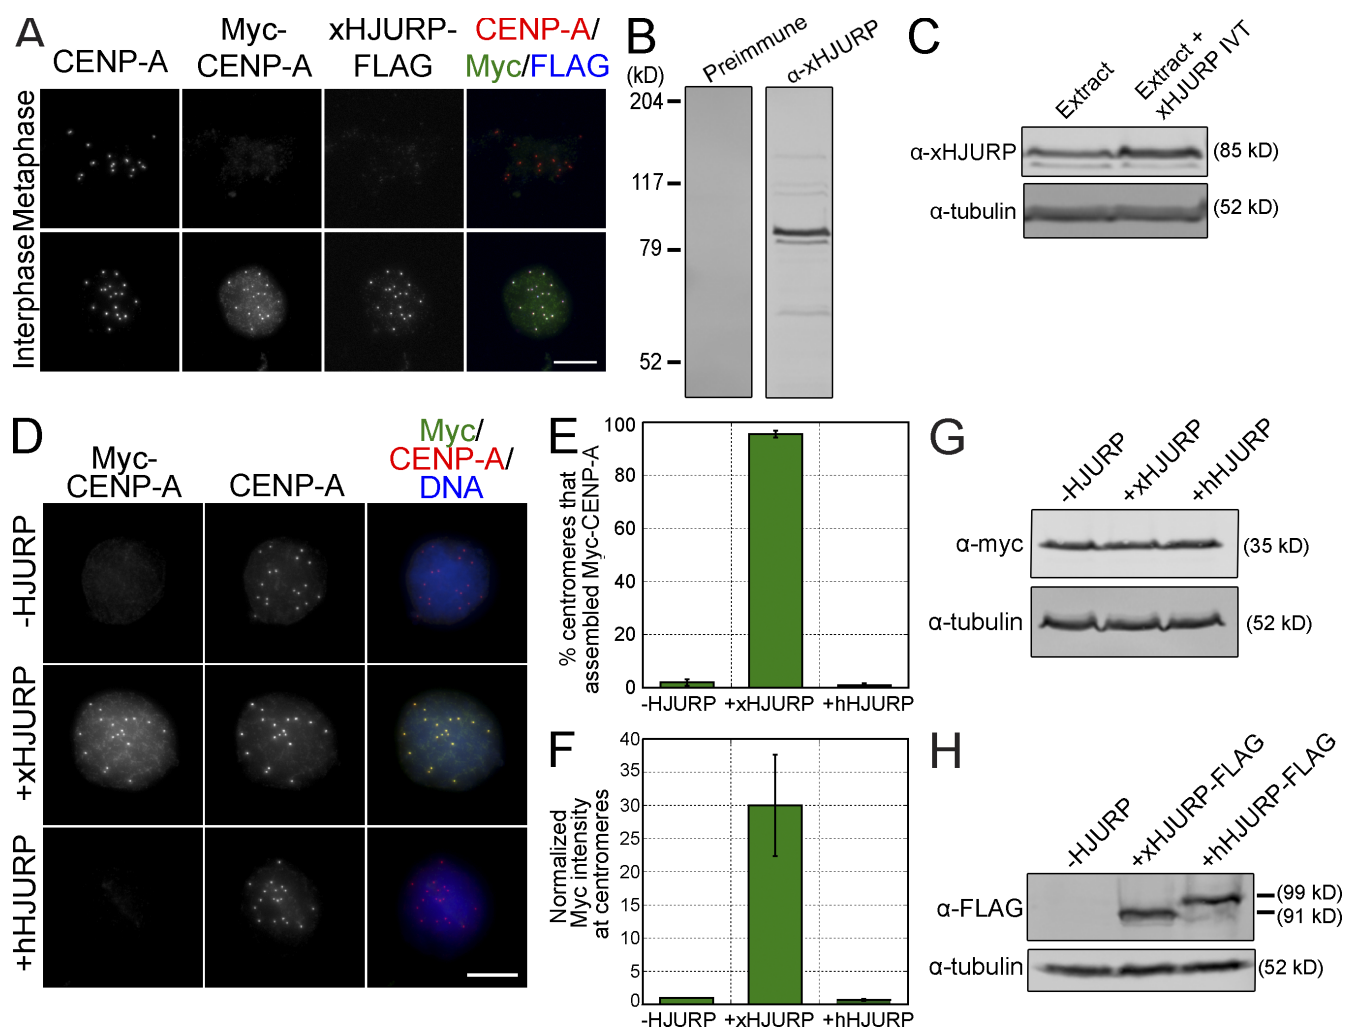 A
CENP-A
Myc-
CENP-A
xHJURP-
FLAG
CENP-A/
Myc/FLAG
Metaphase
Interphase
B
(kD)
Preimmune
α-xHJURP
204
117
79
52
C
Extract
Extract +
xHJURP IVT
α-xHJURP
(85 kD)
α-tubulin
(52 kD)
D
Myc-
CENP-A
CENP-A
Myc/
CENP-A/
DNA
-HJURP
+xHJURP
+hHJURP
E
% centromeres that
assembled Myc-CENP-A
100
80
60
40
20
0
-HJURP
+xHJURP
+hHJURP
F
Normalized
Myc intensity
at centromeres
40
35
30
25
20
15
10
5
0
-HJURP
+xHJURP
+hHJURP
G
-HJURP
+xHJURP
+hHJURP
α-myc
(35 kD)
α-tubulin
(52 kD)
H
-HJURP
+xHJURP-FLAG
+hHJURP-FLAG
α-FLAG
(99 kD)
(91 kD)
α-tubulin
(52 kD)